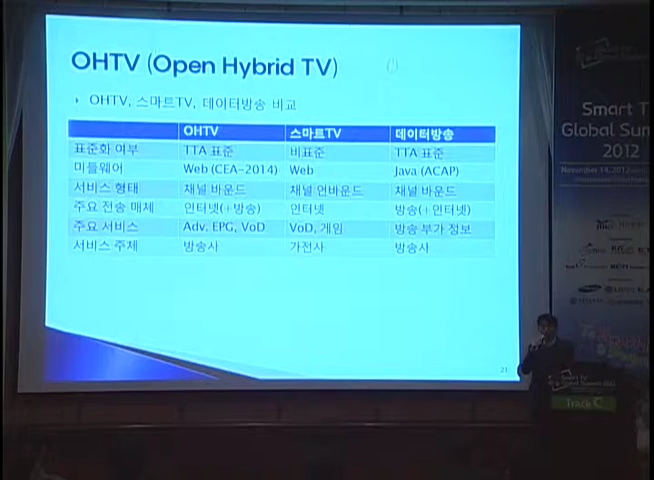 OHTV (Open Hybrid TV)
OHTV, 스마트TV, 데이터방송 비교
OHTV 스마트TV 데이터방송
표준화 여부 TTA 표준 비표준 TTA 표준
미들웨어 Web (CEA-2014) Web Java (ACAP)
서비스 형태 채널 바운드 채널 언바운드 채널 바운드
주요 전송 매체 인터넷(+방송) 인터넷 방송(+인터넷)
주요 서비스 Adv. EPG, VoD VoD, 게임 방송 부가 정보
서비스 주체 방송사 가전사 방송사
21
Smart T
Global Sum
2012
November 14, 2012
Track C